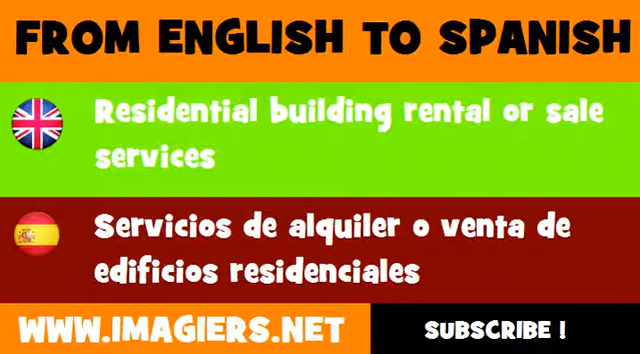 FROM ENGLISH TO SPANISH
Residential building rental or sale
services
Servicios de alquiler o venta de
edificios residenciales
WWW.IMAGIERS.NET
SUBSCRIBE !